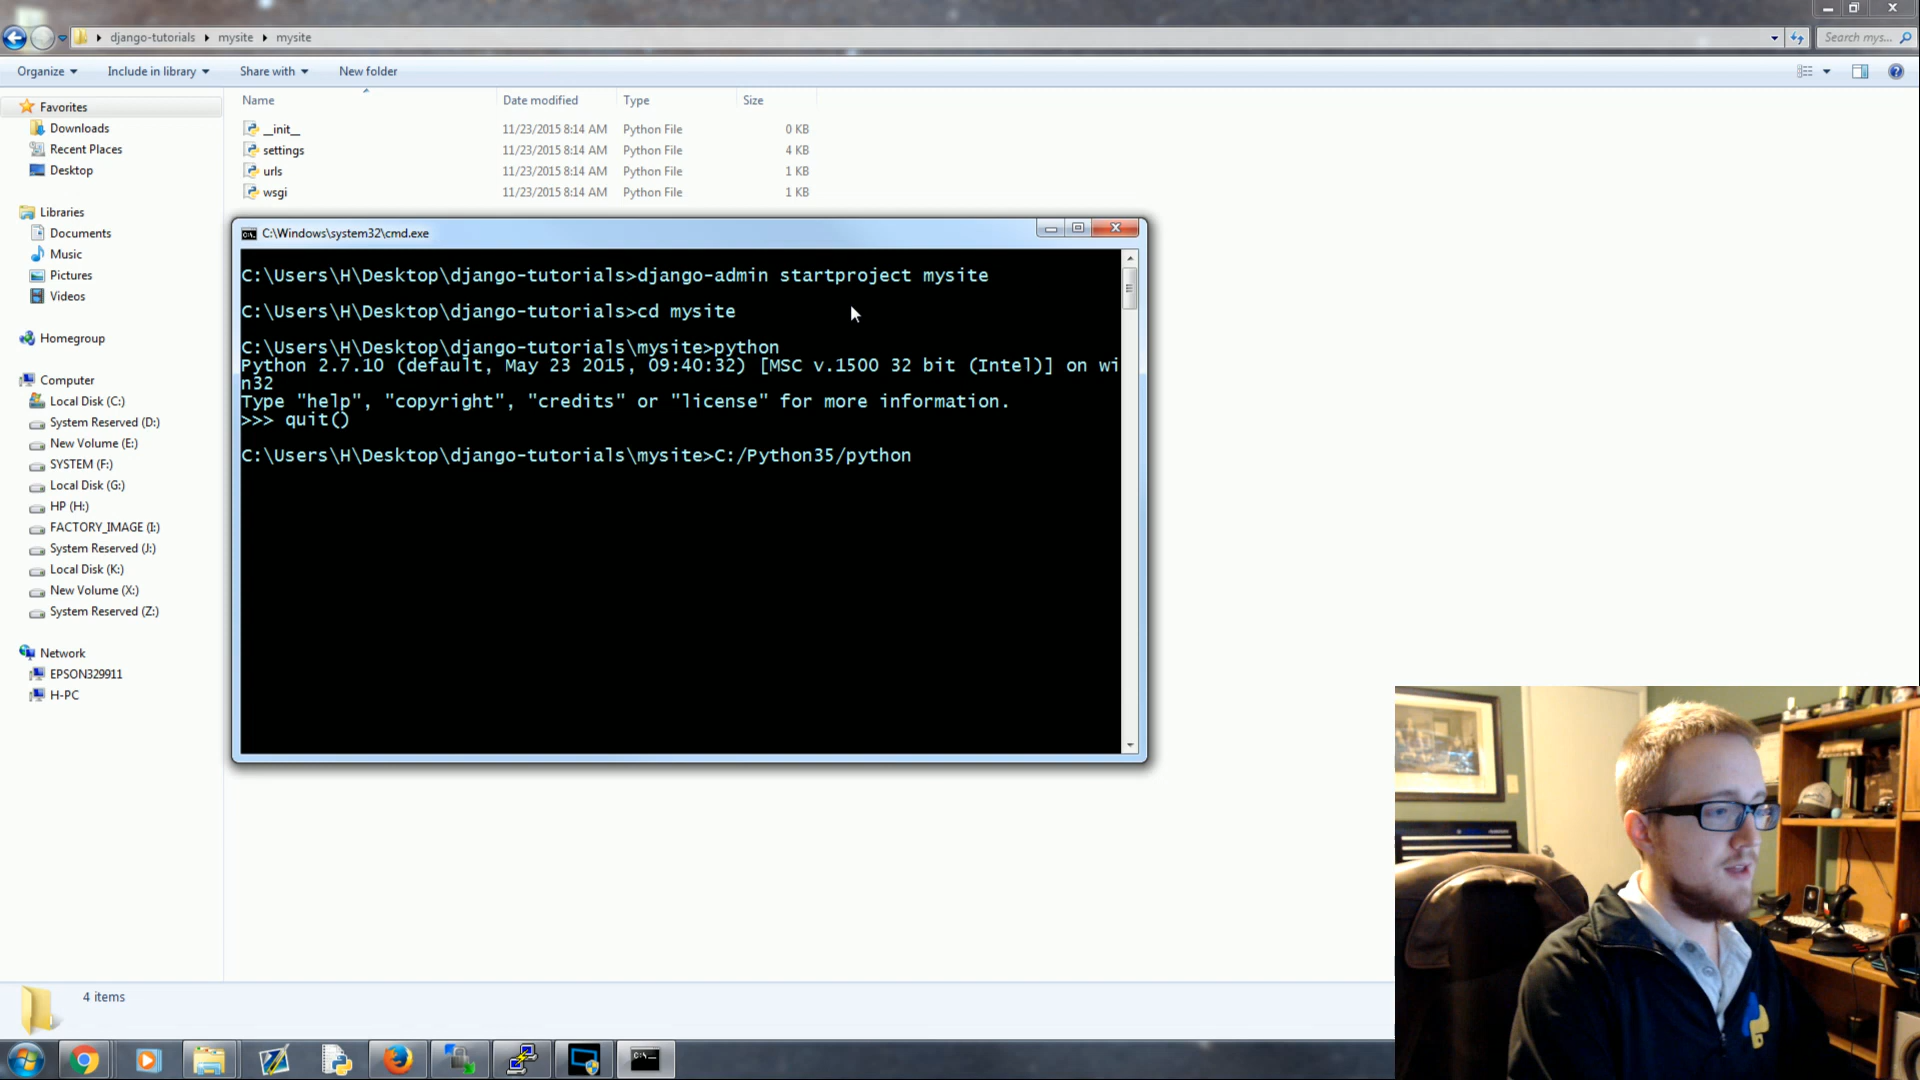 django-tutorials mysite mysite
Search mys...
Organize Include in library Share with New folder
Name Date modified Type Size
__init__ 11/23/2015 8:14 AM Python File 0 KB
settings 11/23/2015 8:14 AM Python File 4 KB
urls 11/23/2015 8:14 AM Python File 1 KB
wsgi 11/23/2015 8:14 AM Python File 1 KB
Favorites
Downloads
Recent Places
Desktop
Libraries
Documents
Music
Pictures
Videos
Homegroup
Computer
Local Disk (C:)
System Reserved (D:)
New Volume (E:)
SYSTEM (F:)
Local Disk (G:)
HP (H:)
FACTORY_IMAGE (I:)
System Reserved (J:)
Local Disk (K:)
New Volume (X:)
System Reserved (Z:)
Network
EPSON329911
H-PC
C:\Windows\system32\cmd.exe
C:\Users\H\Desktop\django-tutorials>django-admin startproject mysite
C:\Users\H\Desktop\django-tutorials>cd mysite
C:\Users\H\Desktop\django-tutorials\mysite>python
Python 2.7.10 (default, May 23 2015, 09:40:32) [MSC v.1500 32 bit (Intel)] on wi
n32
Type "help", "copyright", "credits" or "license" for more information.
>>> quit()
C:\Users\H\Desktop\django-tutorials\mysite>C:/Python35/python
4 items